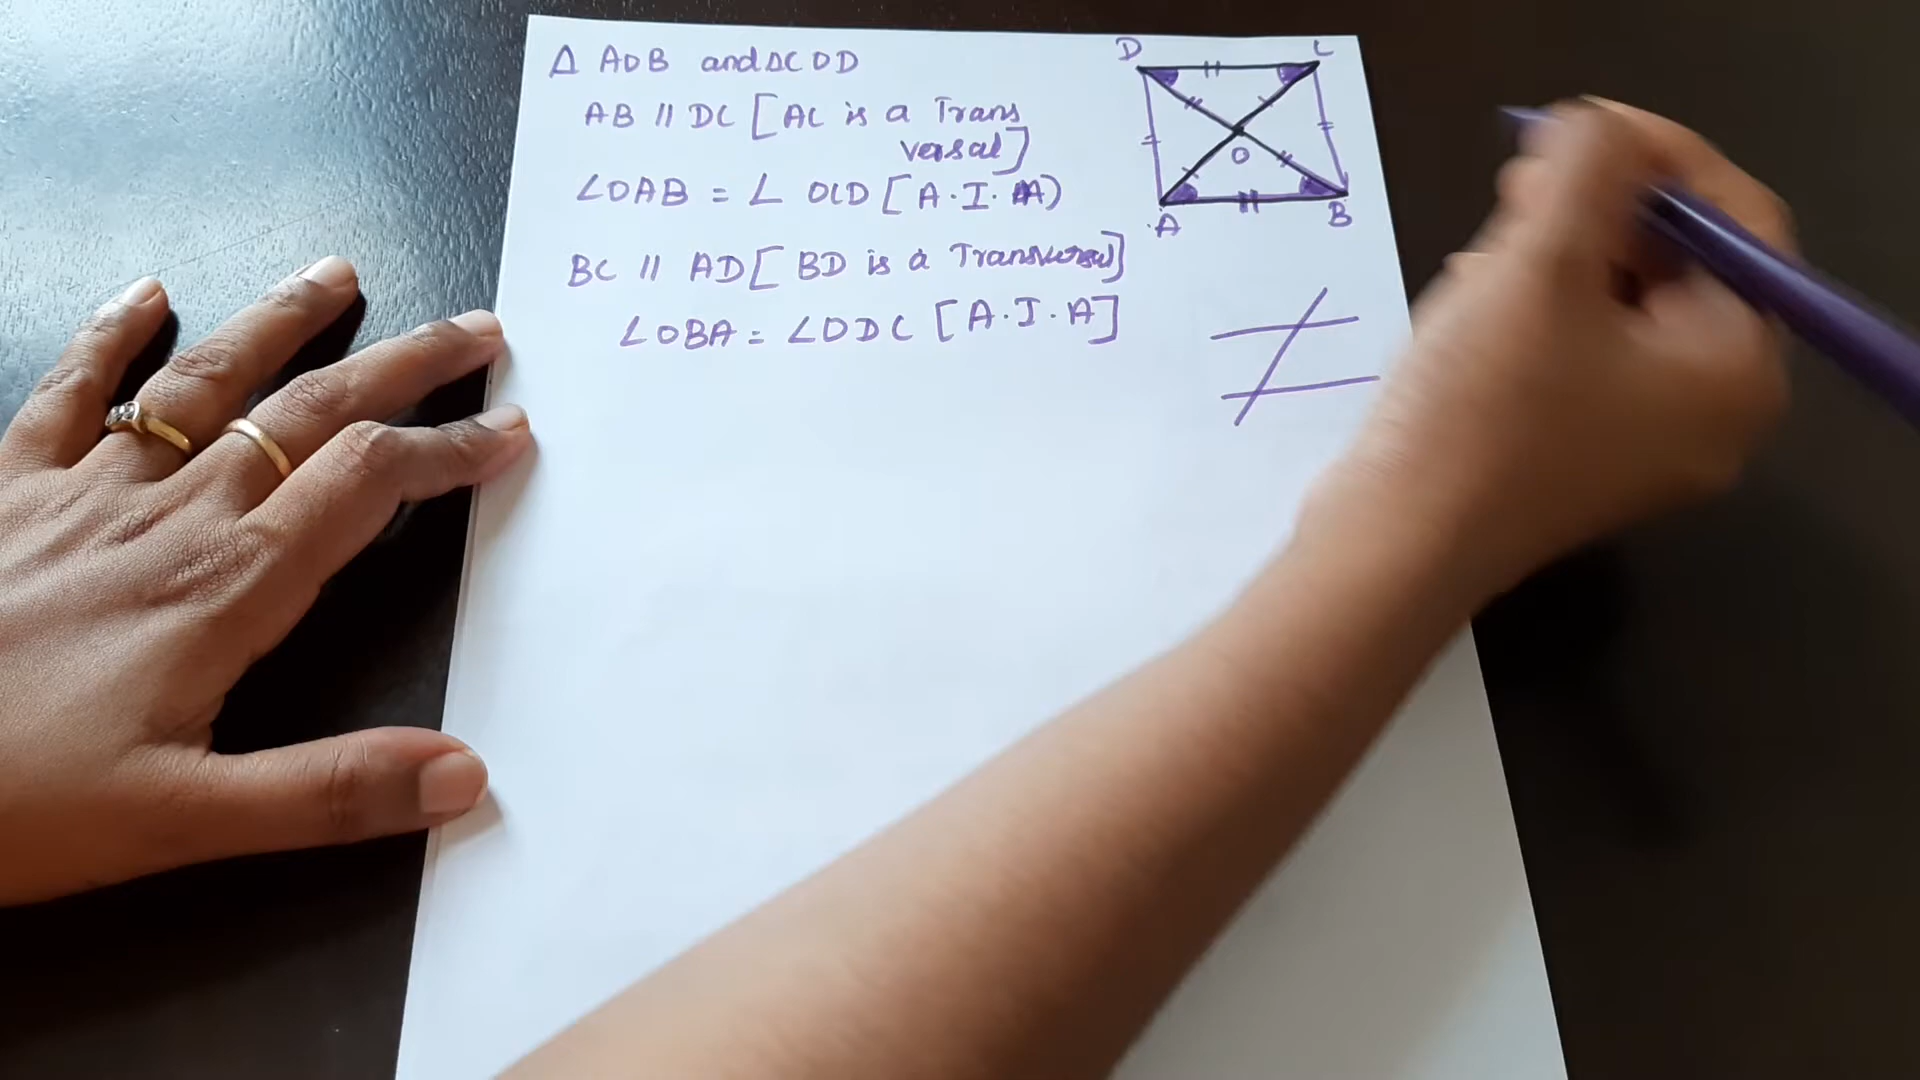 Δ AOB and ΔCOD
AB || DC [AC is a Trans
versal]
∠OAB = ∠ OCD [A.I.A)
BC || AD [BD is a Transversal]
∠OBA = ∠ODC [A.I.A]
D C
O
A B